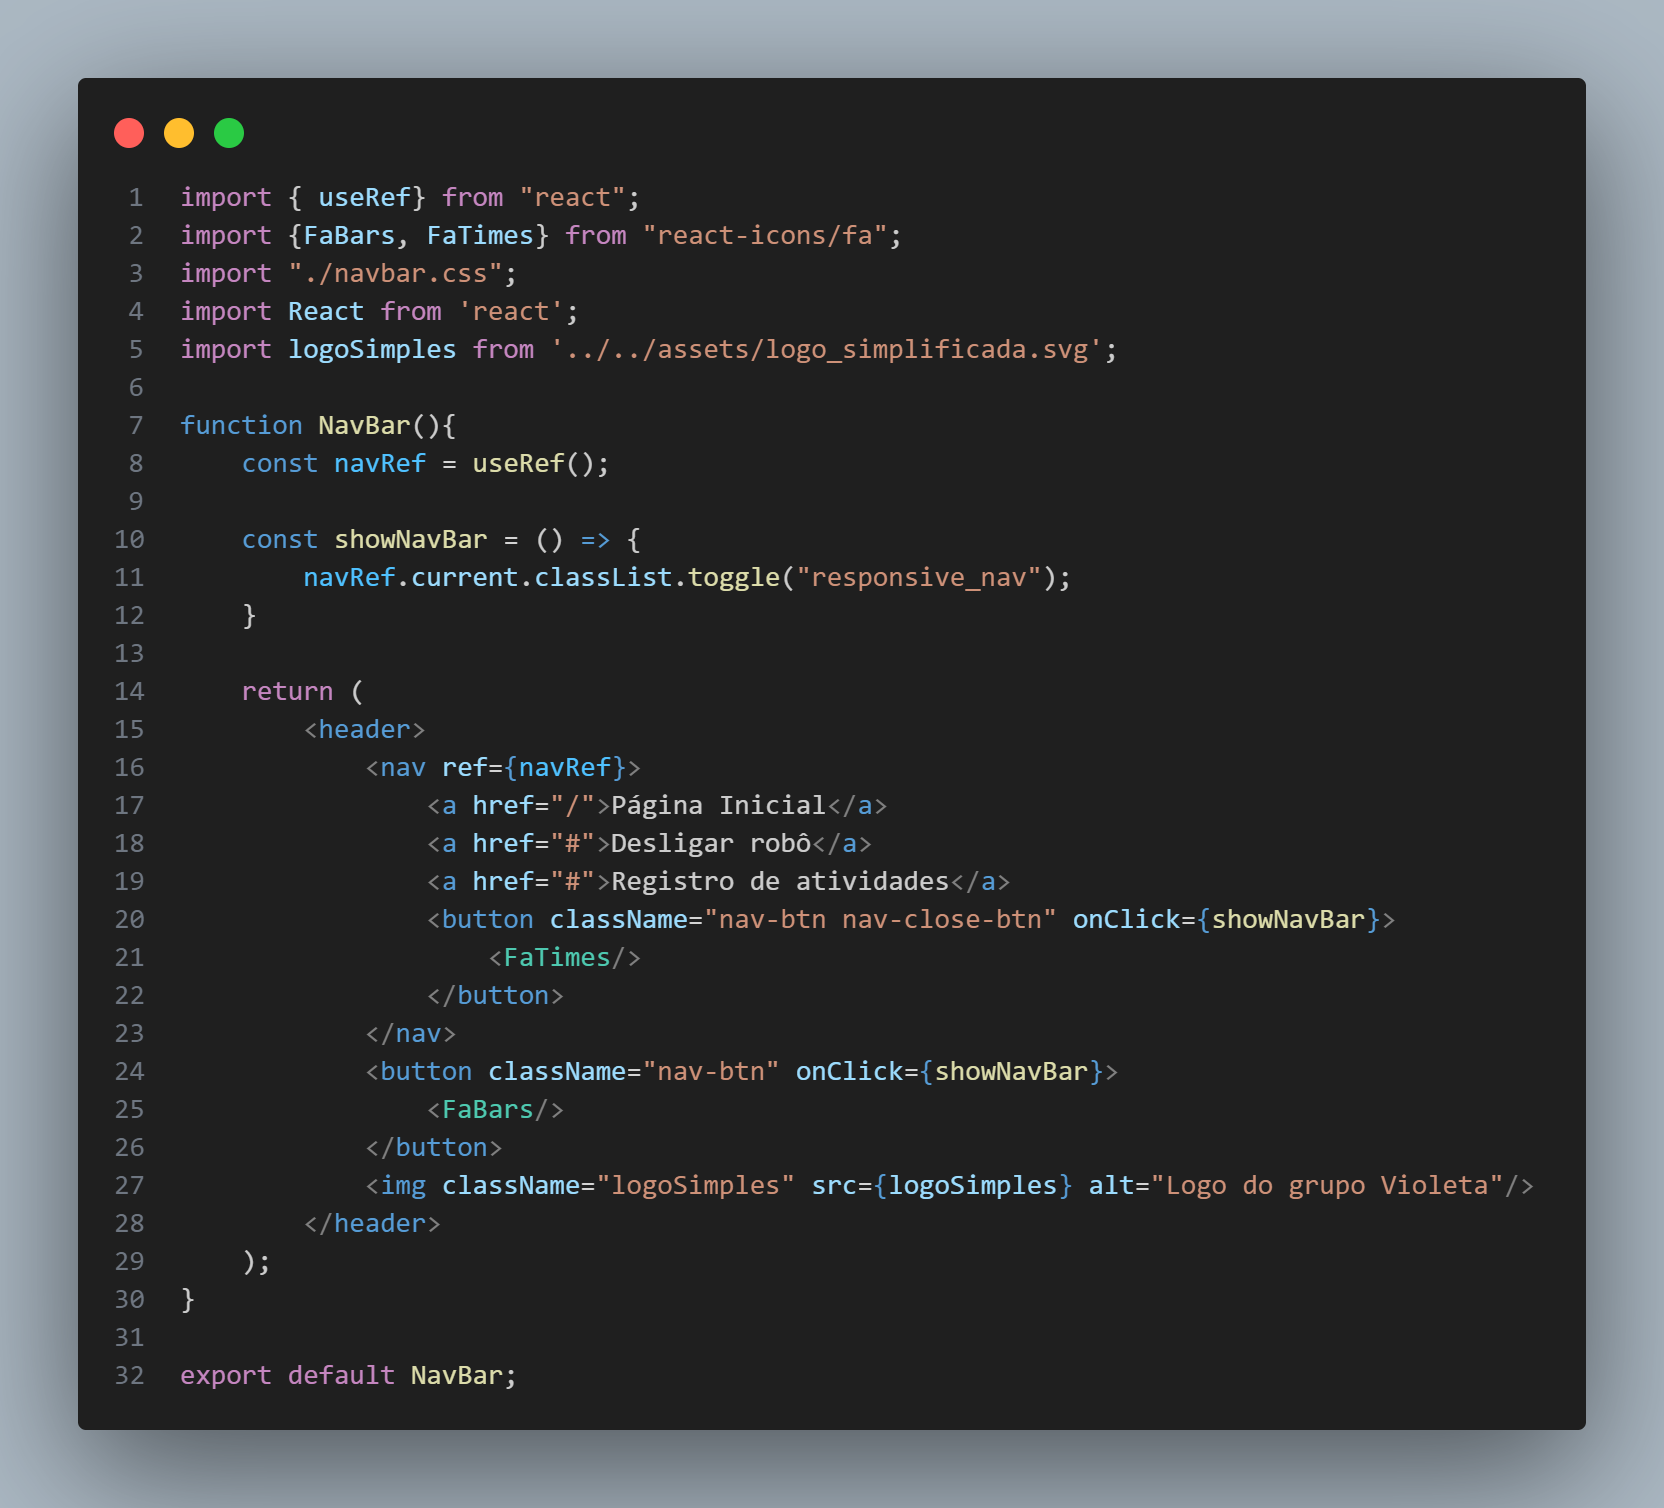 1 import { useRef} from "react";
2 import {FaBars, FaTimes} from "react-icons/fa";
3 import "./navbar.css";
4 import React from 'react';
5 import logoSimples from '../../assets/logo_simplificada.svg';
6
7 function NavBar(){
8     const navRef = useRef();
9
10     const showNavBar = () => {
11         navRef.current.classList.toggle("responsive_nav");
12     }
13
14     return (
15         <header>
16             <nav ref={navRef}>
17                 <a href="/">Página Inicial</a>
18                 <a href="#">Desligar robô</a>
19                 <a href="#">Registro de atividades</a>
20                 <button className="nav-btn nav-close-btn" onClick={showNavBar}>
21                     <FaTimes/>
22                 </button>
23             </nav>
24             <button className="nav-btn" onClick={showNavBar}>
25                 <FaBars/>
26             </button>
27             <img className="logoSimples" src={logoSimples} alt="Logo do grupo Violeta"/>
28         </header>
29     );
30 }
31
32 export default NavBar;